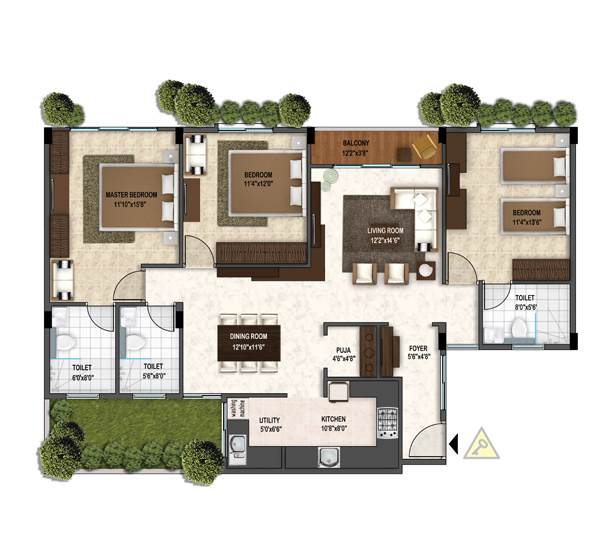 BALCONY
12'2"x3'8"
MASTER BEDROOM
11'10"x15'8"
BEDROOM
11'4"x12'0"
BEDROOM
11'4"x13'6"
LIVING ROOM
12'2"x14'6"
TOILET
8'0"x5'6"
DINING ROOM
12'10"x11'6"
PUJA
4'6"x4'8"
FOYER
5'6"x4'8"
TOILET
6'0"x8'0"
TOILET
5'6"x8'0"
washing
machine
UTILITY
5'0"x6'6"
KITCHEN
10'8"x8'0"